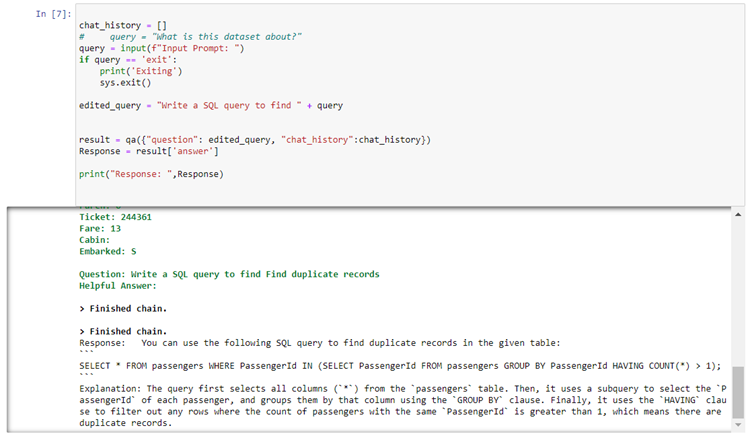 In [7]:
chat_history = []
#     query = "What is this dataset about?"
query = input(f"Input Prompt: ")
if query == 'exit':
    print('Exiting')
    sys.exit()
edited_query = "Write a SQL query to find " + query
result = qa({"question": edited_query, "chat_history":chat_history})
Response = result['answer']
print("Response: ",Response)
Ticket: 244361
Fare: 13
Cabin:
Embarked: S
Question: Write a SQL query to find Find duplicate records
Helpful Answer:
> Finished chain.
> Finished chain.
Response:   You can use the following SQL query to find duplicate records in the given table:
```
SELECT * FROM passengers WHERE PassengerId IN (SELECT PassengerId FROM passengers GROUP BY PassengerId HAVING COUNT(*) > 1);
```
Explanation: The query first selects all columns (`*`) from the `passengers` table. Then, it uses a subquery to select the `P
assengerId` of each passenger, and groups them by that column using the `GROUP BY` clause. Finally, it uses the `HAVING` clau
se to filter out any rows where the count of passengers with the same `PassengerId` is greater than 1, which means there are
duplicate records.